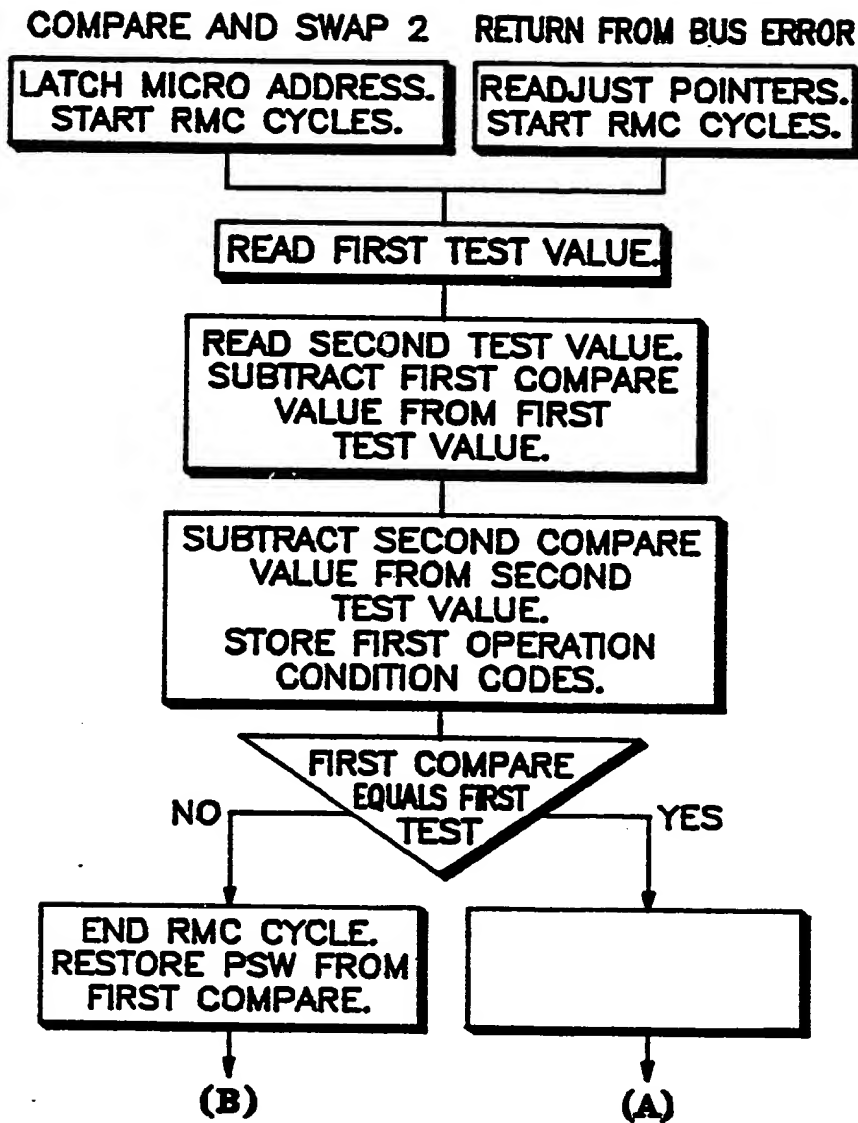 COMPARE AND SWAP 2
RETURN FROM BUS ERROR
LATCH MICRO ADDRESS.
START RMC CYCLES.
READJUST POINTERS.
START RMC CYCLES.
READ FIRST TEST VALUE.
READ SECOND TEST VALUE.
SUBTRACT FIRST COMPARE
VALUE FROM FIRST
TEST VALUE.
SUBTRACT SECOND COMPARE
VALUE FROM SECOND
TEST VALUE.
STORE FIRST OPERATION
CONDITION CODES.
FIRST COMPARE
EQUALS FIRST
TEST
NO
YES
END RMC CYCLE.
RESTORE PSW FROM
FIRST COMPARE.
(B)
(A)